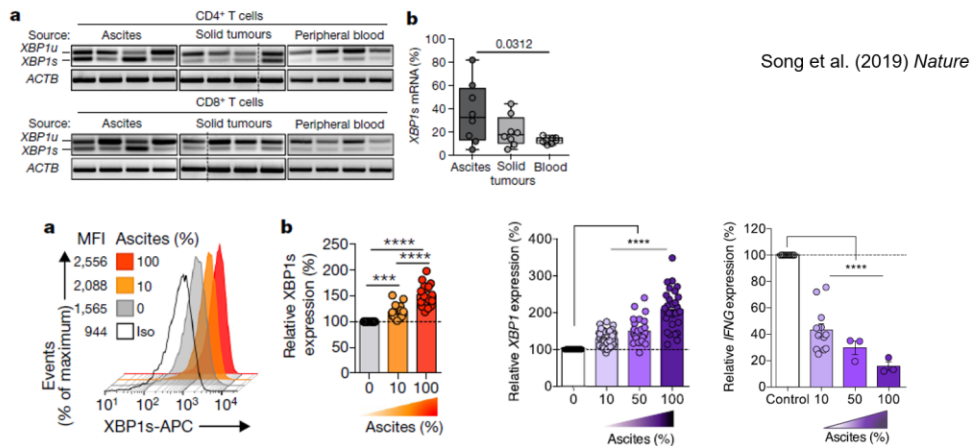 a
CD4+ T cells
Source: Ascites Solid tumours Peripheral blood
XBP1u
XBP1s
ACTB
CD8+ T cells
Source: Ascites Solid tumours Peripheral blood
XBP1u
XBP1s
ACTB
b
0.0312
XBP1s mRNA (%)
100
80
60
40
20
0
Ascites Solid tumours Blood
Song et al. (2019) Nature
a
MFI Ascites (%)
2,556 100
2,088 10
1,565 0
944 Iso
Events
(% of maximum)
10¹ 10² 10³ 10⁴
XBP1s-APC
b
Relative XBP1s
expression (%)
250
200
150
100
50
0
****
****
***
0 10 100
Ascites (%)
Relative XBP1 expression (%)
400
300
200
100
0
****
0 10 50 100
Ascites (%)
Relative IFNG expression (%)
120
100
80
60
40
20
0
****
Control 10 50 100
Ascites (%)